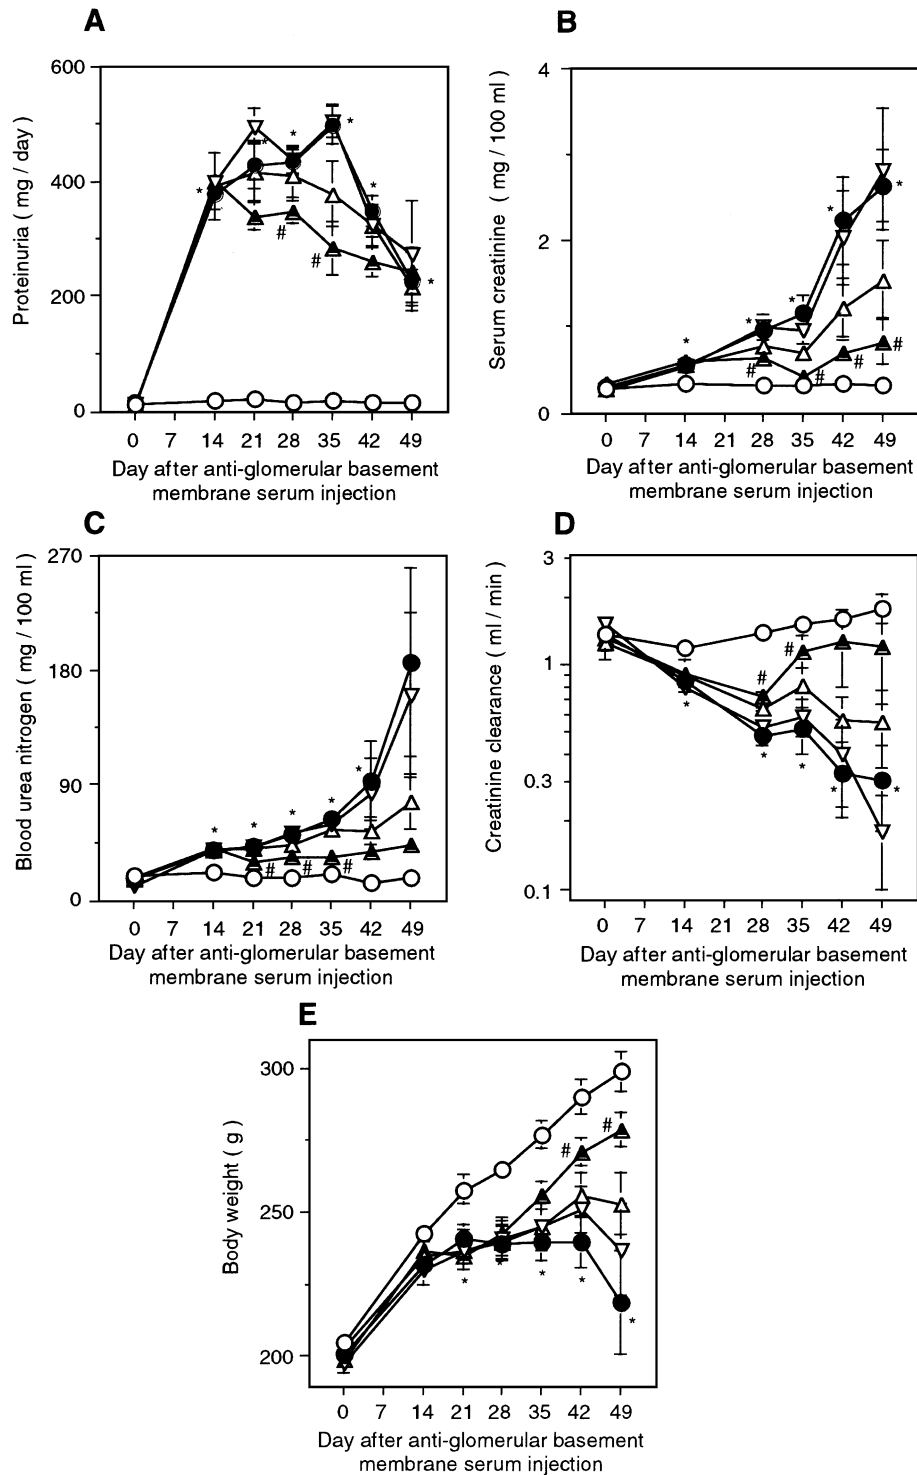 A
600
400
200
0
Proteinuria ( mg / day )
* * * * * *
# #
0 7 14 21 28 35 42 49
Day after anti-glomerular basement
membrane serum injection
B
4
2
0
Serum creatinine ( mg / 100 ml )
* * * * *
# # # #
0 7 14 21 28 35 42 49
Day after anti-glomerular basement
membrane serum injection
C
270
180
90
0
Blood urea nitrogen ( mg / 100 ml )
* * * * *
# # #
0 7 14 21 28 35 42 49
Day after anti-glomerular basement
membrane serum injection
D
3
1
0.3
0.1
Creatinine clearance ( ml / min )
# #
* * * * *
0 7 14 21 28 35 42 49
Day after anti-glomerular basement
membrane serum injection
E
300
250
200
Body weight ( g )
# #
* * * * *
0 7 14 21 28 35 42 49
Day after anti-glomerular basement
membrane serum injection